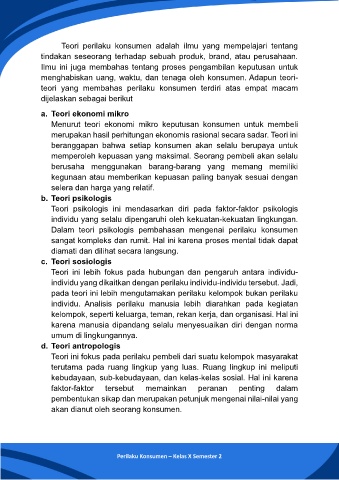 Teori perilaku konsumen adalah ilmu yang mempelajari tentang
tindakan seseorang terhadap sebuah produk, brand, atau perusahaan.
Ilmu ini juga membahas tentang proses pengambilan keputusan untuk
menghabiskan uang, waktu, dan tenaga oleh konsumen. Adapun teori-
teori yang membahas perilaku konsumen terdiri atas empat macam
dijelaskan sebagai berikut
a. Teori ekonomi mikro
Menurut teori ekonomi mikro keputusan konsumen untuk membeli
merupakan hasil perhitungan ekonomis rasional secara sadar. Teori ini
beranggapan bahwa setiap konsumen akan selalu berupaya untuk
memperoleh kepuasan yang maksimal. Seorang pembeli akan selalu
berusaha menggunakan barang-barang yang memang memiliki
kegunaan atau memberikan kepuasan paling banyak sesuai dengan
selera dan harga yang relatif.
b. Teori psikologis
Teori psikologis ini mendasarkan diri pada faktor-faktor psikologis
individu yang selalu dipengaruhi oleh kekuatan-kekuatan lingkungan.
Dalam teori psikologis pembahasan mengenai perilaku konsumen
sangat kompleks dan rumit. Hal ini karena proses mental tidak dapat
diamati dan dilihat secara langsung.
c. Teori sosiologis
Teori ini lebih fokus pada hubungan dan pengaruh antara individu-
individu yang dikaitkan dengan perilaku individu-individu tersebut. Jadi,
pada teori ini lebih mengutamakan perilaku kelompok bukan perilaku
individu. Analisis perilaku manusia lebih diarahkan pada kegiatan
kelompok, seperti keluarga, teman, rekan kerja, dan organisasi. Hal ini
karena manusia dipandang selalu menyesuaikan diri dengan norma
umum di lingkungannya.
d. Teori antropologis
Teori ini fokus pada perilaku pembeli dari suatu kelompok masyarakat
terutama pada ruang lingkup yang luas. Ruang lingkup ini meliputi
kebudayaan, sub-kebudayaan, dan kelas-kelas sosial. Hal ini karena
faktor-faktor tersebut memainkan peranan penting dalam
pembentukan sikap dan merupakan petunjuk mengenai nilai-nilai yang
akan dianut oleh seorang konsumen.
Perilaku Konsumen – Kelas X Semester 2